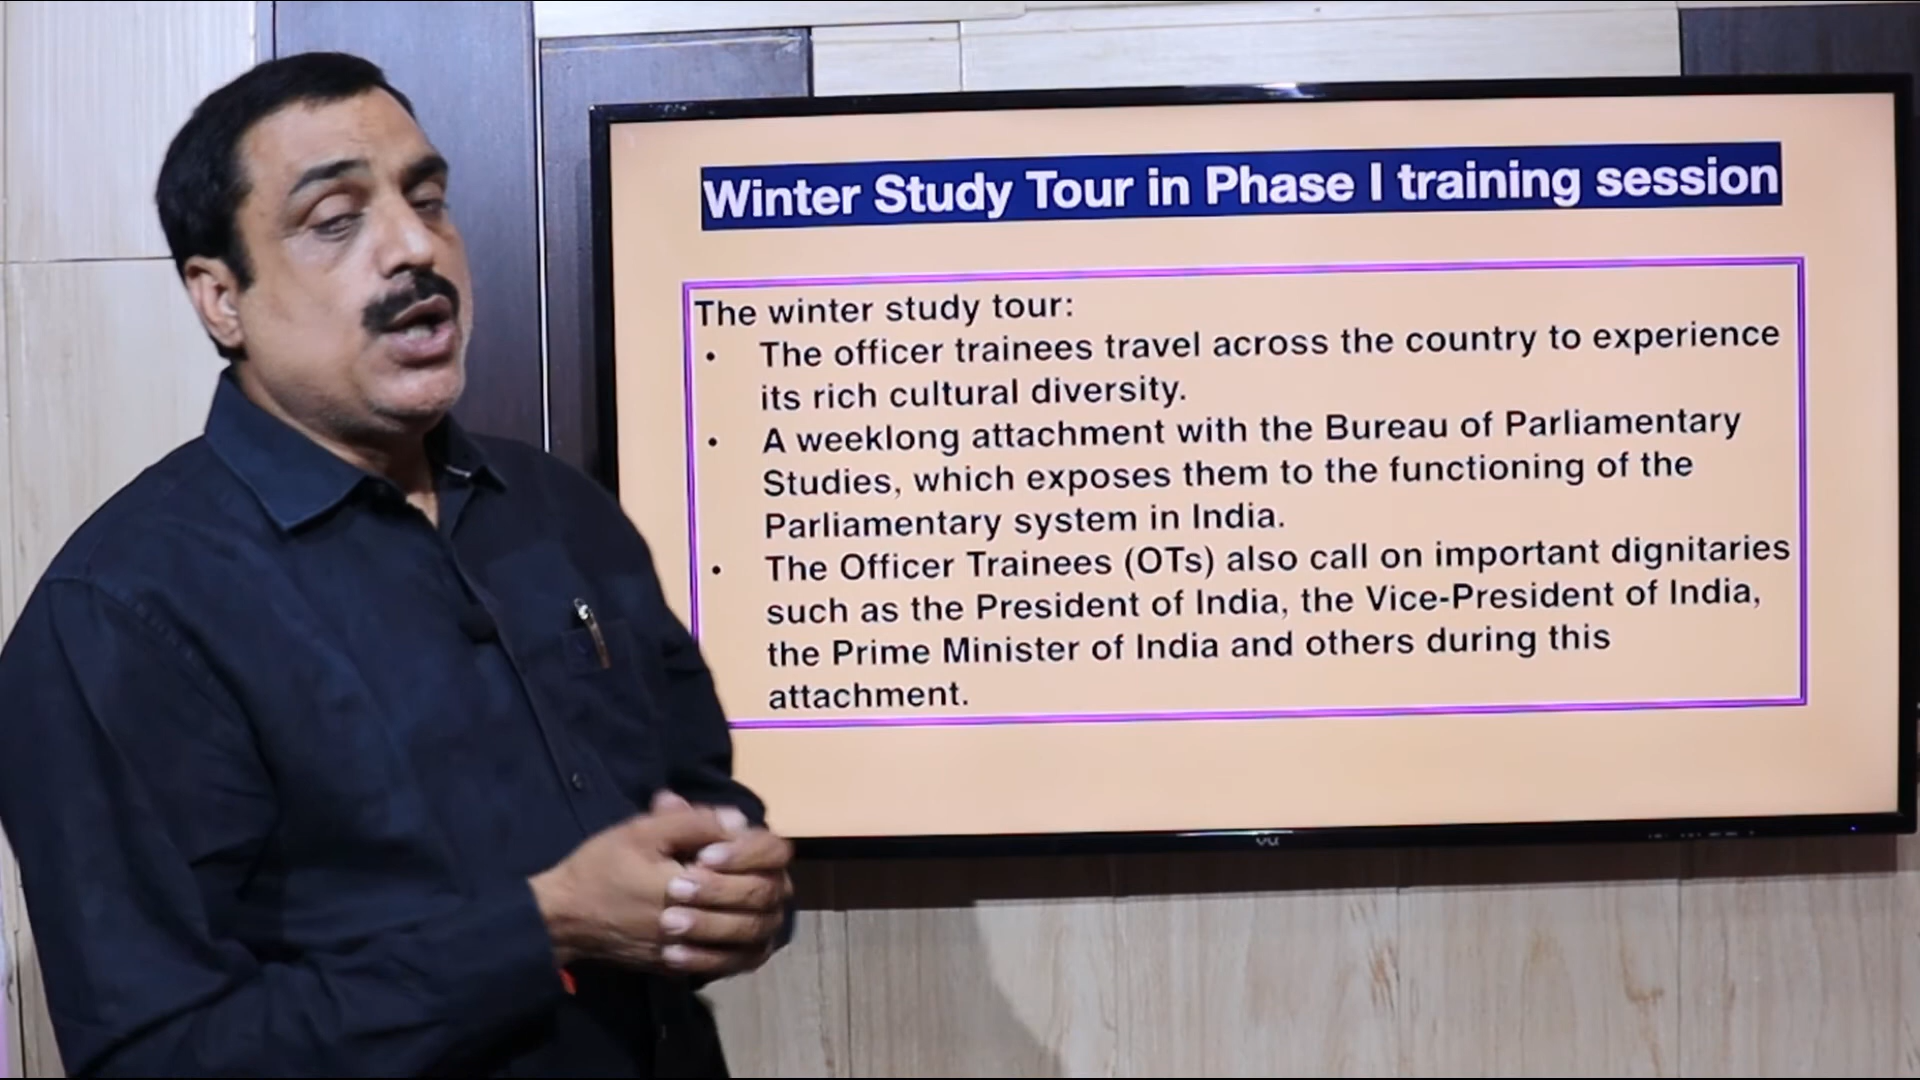 Winter Study Tour in Phase I training session
The winter study tour:
• The officer trainees travel across the country to experience
its rich cultural diversity.
• A weeklong attachment with the Bureau of Parliamentary
Studies, which exposes them to the functioning of the
Parliamentary system in India.
• The Officer Trainees (OTs) also call on important dignitaries
such as the President of India, the Vice-President of India,
the Prime Minister of India and others during this
attachment.
vu